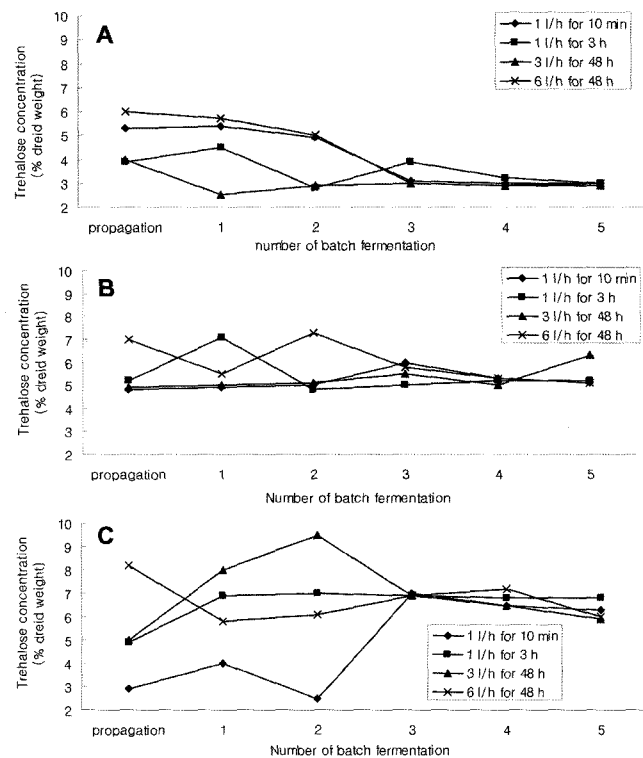 A
1 l/h for 10 min
1 l/h for 3 h
3 l/h for 48 h
6 l/h for 48 h
Trehalose concentration
(% dreid weight)
10
9
8
7
6
5
4
3
2
propagation 1 2 3 4 5
number of batch fermentation
B
1 l/h for 10 min
1 l/h for 3 h
3 l/h for 48 h
6 l/h for 48 h
Trehalose concentration
(% dreid weight)
10
9
8
7
6
5
4
3
2
propagation 1 2 3 4 5
Number of batch fermentation
C
Trehalose concentration
(% dreid weight)
10
9
8
7
6
5
4
3
2
1 l/h for 10 min
1 l/h for 3 h
3 l/h for 48 h
6 l/h for 48 h
propagation 1 2 3 4 5
Number of batch fermentation